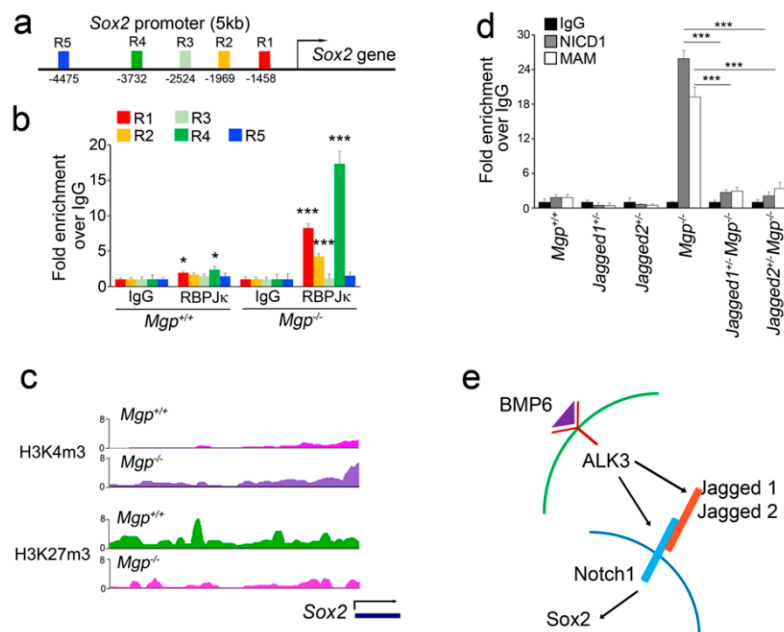 a
Sox2 promoter (5kb)
R5 R4 R3 R2 R1
Sox2 gene
-4475 -3732 -2524 -1969 -1458
b
R1 R3
R2 R4 R5
Fold enrichment
over IgG
20
15
10
5
0
* * *** *** ***
IgG RBPJκ IgG RBPJκ
Mgp+/+ Mgp-/-
c
H3K4m3
8 Mgp+/+
0
8 Mgp-/-
0
H3K27m3
8 Mgp+/+
0
8 Mgp-/-
0
Sox2
d
IgG
NICD1
MAM
***
***
***
***
Fold enrichment
over IgG
30
24
18
12
6
0
Mgp+/+
Jagged1+/-
Jagged2+/-
Mgp-/-
Jagged1+/-Mgp-/-
Jagged2+/-Mgp-/-
e
BMP6
ALK3
Jagged 1
Jagged 2
Notch1
Sox2